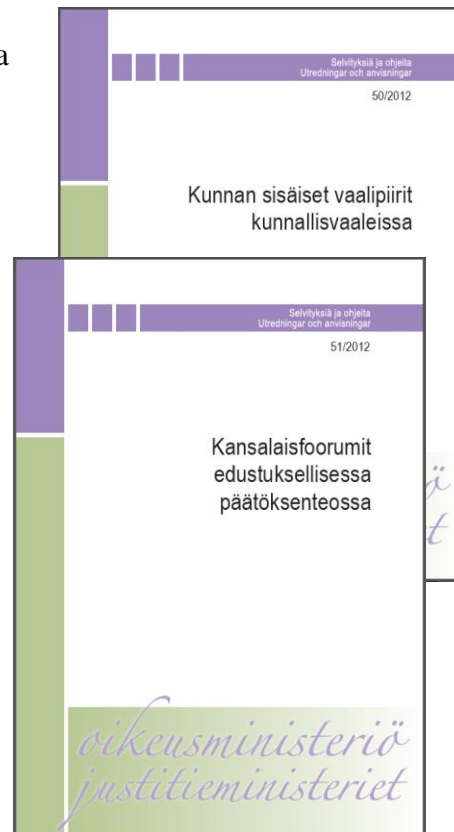 a
Selvityksiä ja ohjeita
Utredningar och anvisningar
50/2012
Kunnan sisäiset vaalipiirit
kunnallisvaaleissa
ö
t
Selvityksiä ja ohjeita
Utredningar och anvisningar
51/2012
Kansalaisfoorumit
edustuksellisessa
päätöksenteossa
oikeusministeriö
justitieministeriet